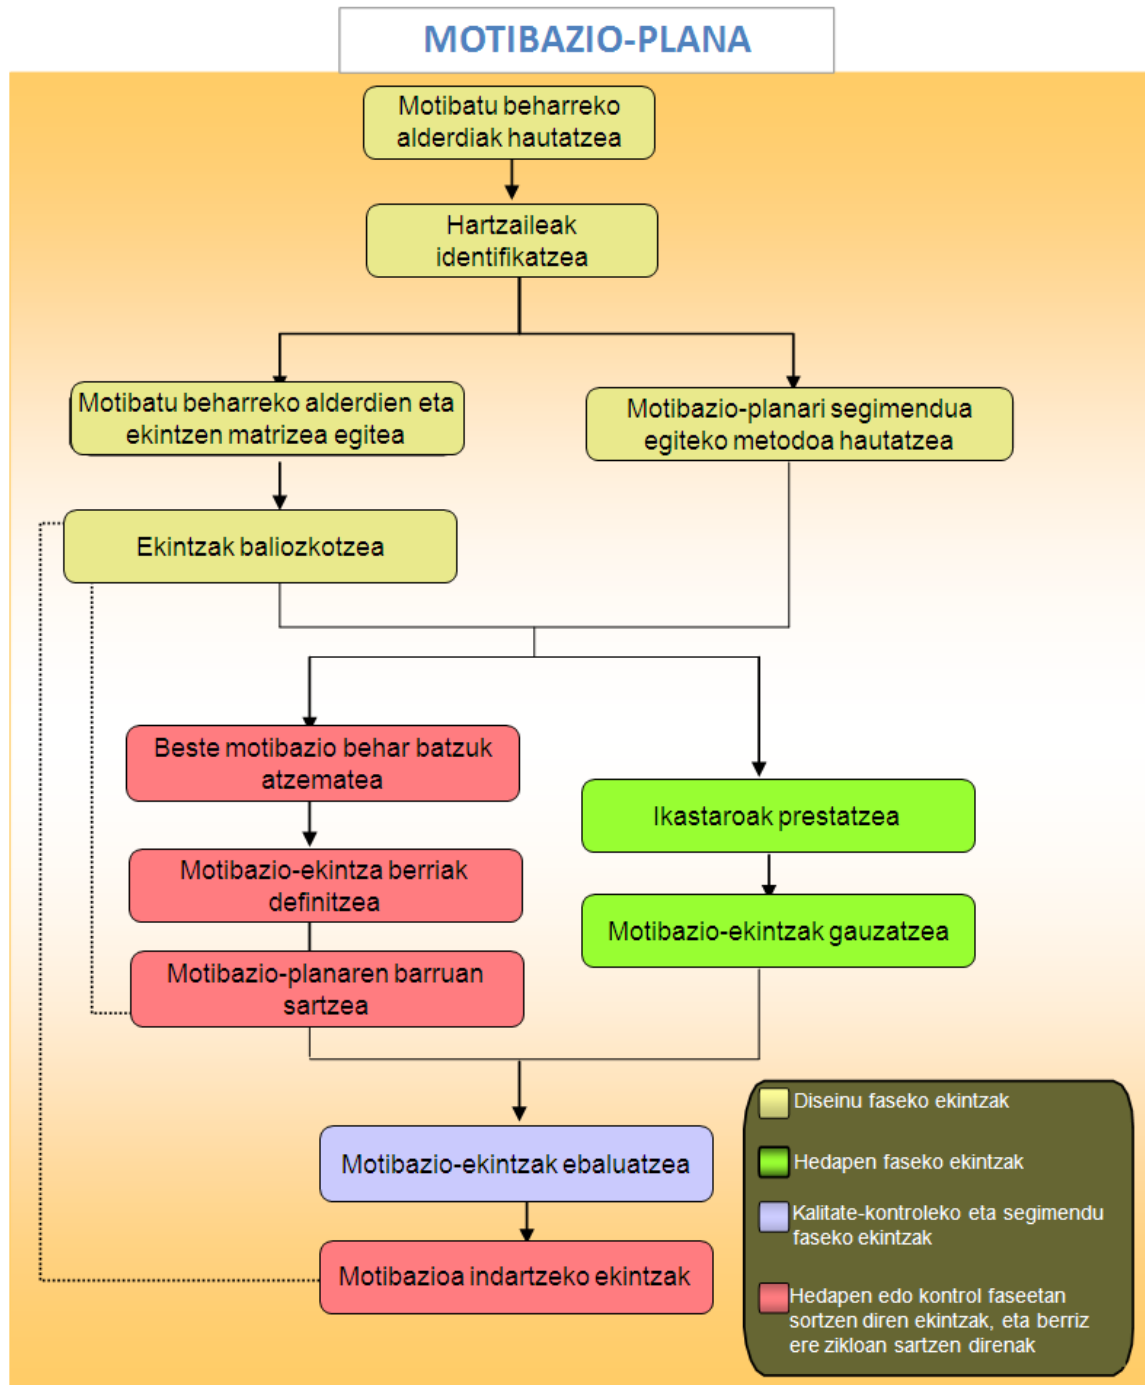 MOTIBAZIO-PLANA
Motibatu beharreko
alderdiak hautatzea
Hartzaileak
identifikatzea
Motibatu beharreko alderdien eta
ekintzen matrizea egitea
Motibazio-planari segimendua
egiteko metodoa hautatzea
Ekintzak baliozkotzea
Beste motibazio behar batzuk
atzematea
Ikastaroak prestatzea
Motibazio-ekintza berriak
definitzea
Motibazio-ekintzak gauzatzea
Motibazio-planaren barruan
sartzea
Motibazio-ekintzak ebaluatzea
Motibazioa indartzeko ekintzak
Diseinu faseko ekintzak
Hedapen faseko ekintzak
Kalitate-kontroleko eta segimendu
faseko ekintzak
Hedapen edo kontrol faseetan
sortzen diren ekintzak, eta berriz
ere zikloan sartzen direnak